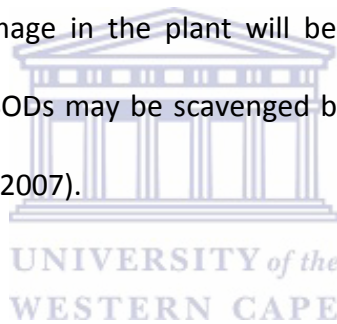 mage in the plant will be
ODs may be scavenged b
2007).
UNIVERSITY of the
WESTERN CAPE